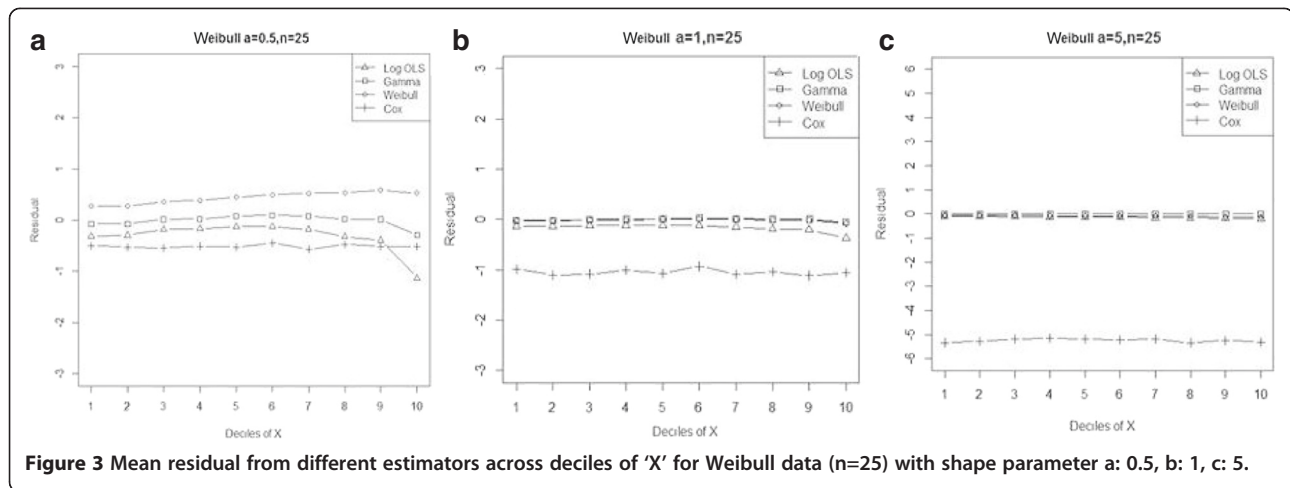 a
Weibull a=0.5,n=25
3
2
1
0
-1
-2
-3
Residual
Log OLS
Gamma
Weibull
Cox
1 2 3 4 5 6 7 8 9 10
Deciles of X
b
Weibull a=1,n=25
3
2
1
0
-1
-2
-3
Residual
Log OLS
Gamma
Weibull
Cox
1 2 3 4 5 6 7 8 9 10
Deciles of X
c
Weibull a=5,n=25
6
5
4
3
2
1
0
-1
-2
-3
-4
-5
-6
Residual
Log OLS
Gamma
Weibull
Cox
1 2 3 4 5 6 7 8 9 10
Deciles of X
Figure 3 Mean residual from different estimators across deciles of ‘X’ for Weibull data (n=25) with shape parameter a: 0.5, b: 1, c: 5.